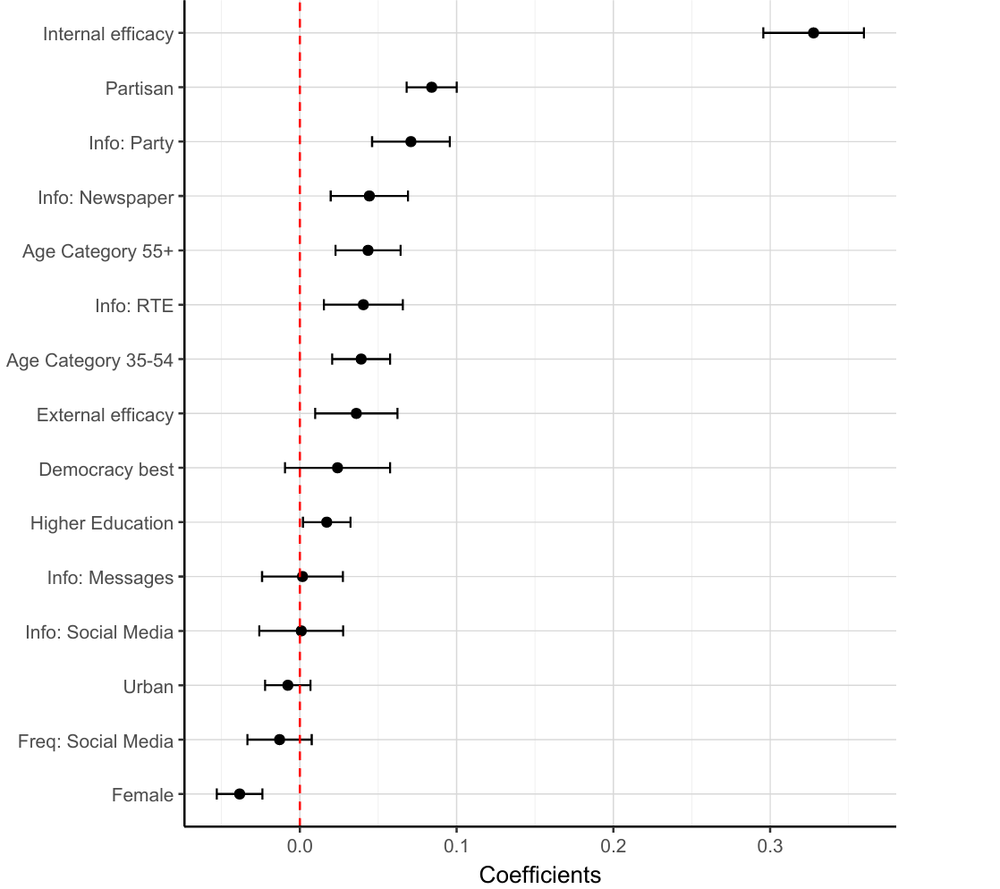 Internal efficacy
Partisan
Info: Party
Info: Newspaper
Age Category 55+
Info: RTE
Age Category 35-54
External efficacy
Democracy best
Higher Education
Info: Messages
Info: Social Media
Urban
Freq: Social Media
Female
0.0 0.1 0.2 0.3
Coefficients